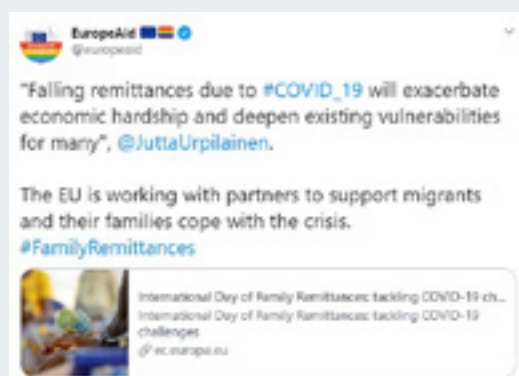 EuropeAid
@europeaid
"Falling remittances due to #COVID_19 will exacerbate
economic hardship and deepen existing vulnerabilities
for many", @JuttaUrpilainen.
The EU is working with partners to support migrants
and their families cope with the crisis.
#FamilyRemittances
International Day of Family Remittances: tackling COVID-19 ch...
International Day of Family Remittances: tackling COVID-19
challenges
ec.europa.eu